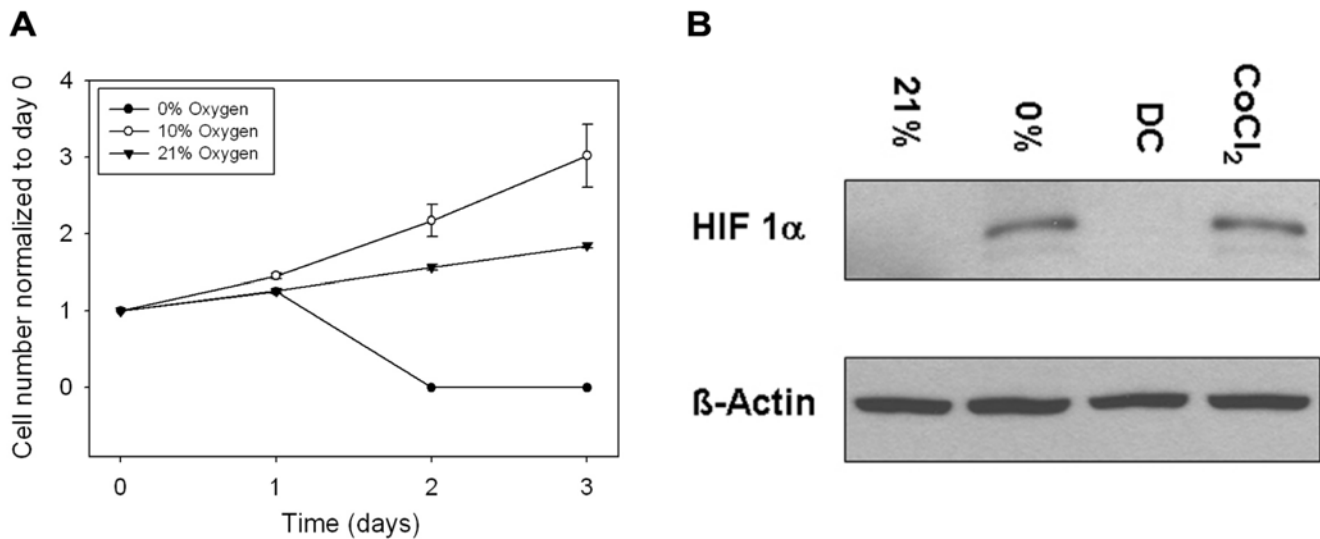 A
Cell number normalized to day 0
4
3
2
1
0
0% Oxygen
10% Oxygen
21% Oxygen
0 1 2 3
Time (days)
B
21% 0% DC CoCl₂
HIF 1α
ß-Actin